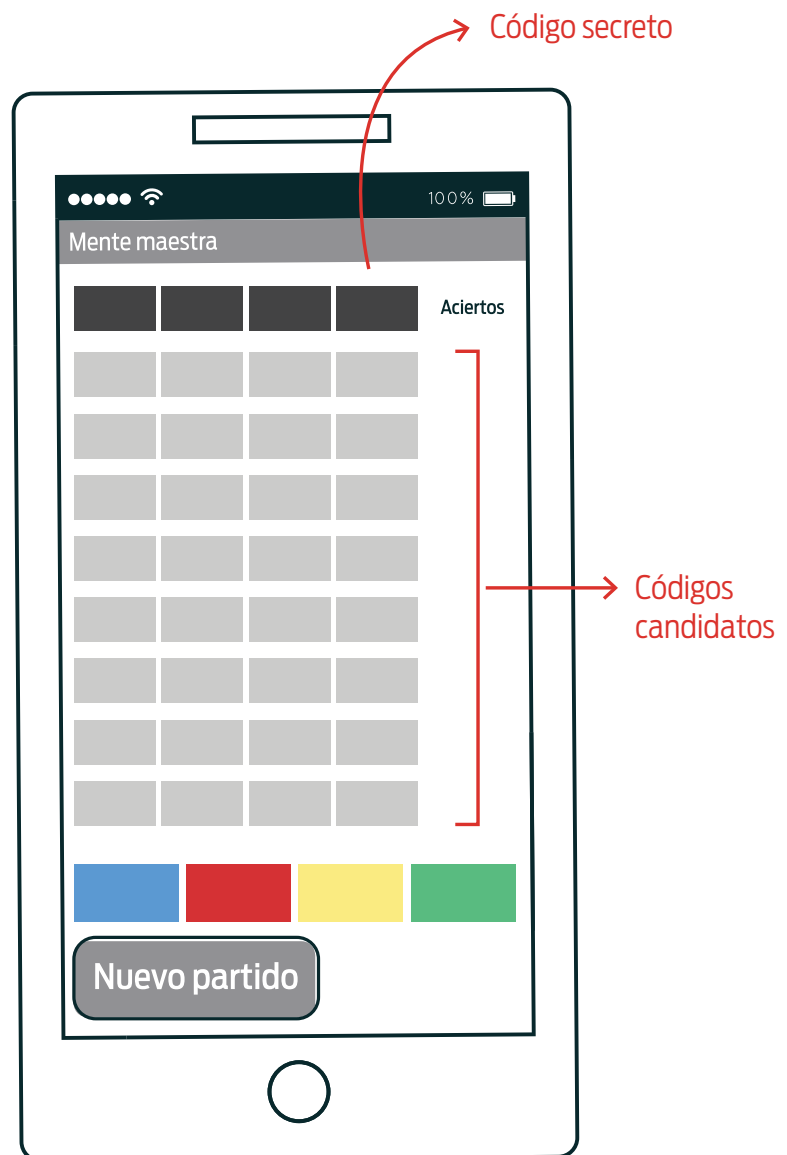 Código secreto
100%
Mente maestra
Aciertos
Códigos
candidatos
Nuevo partido